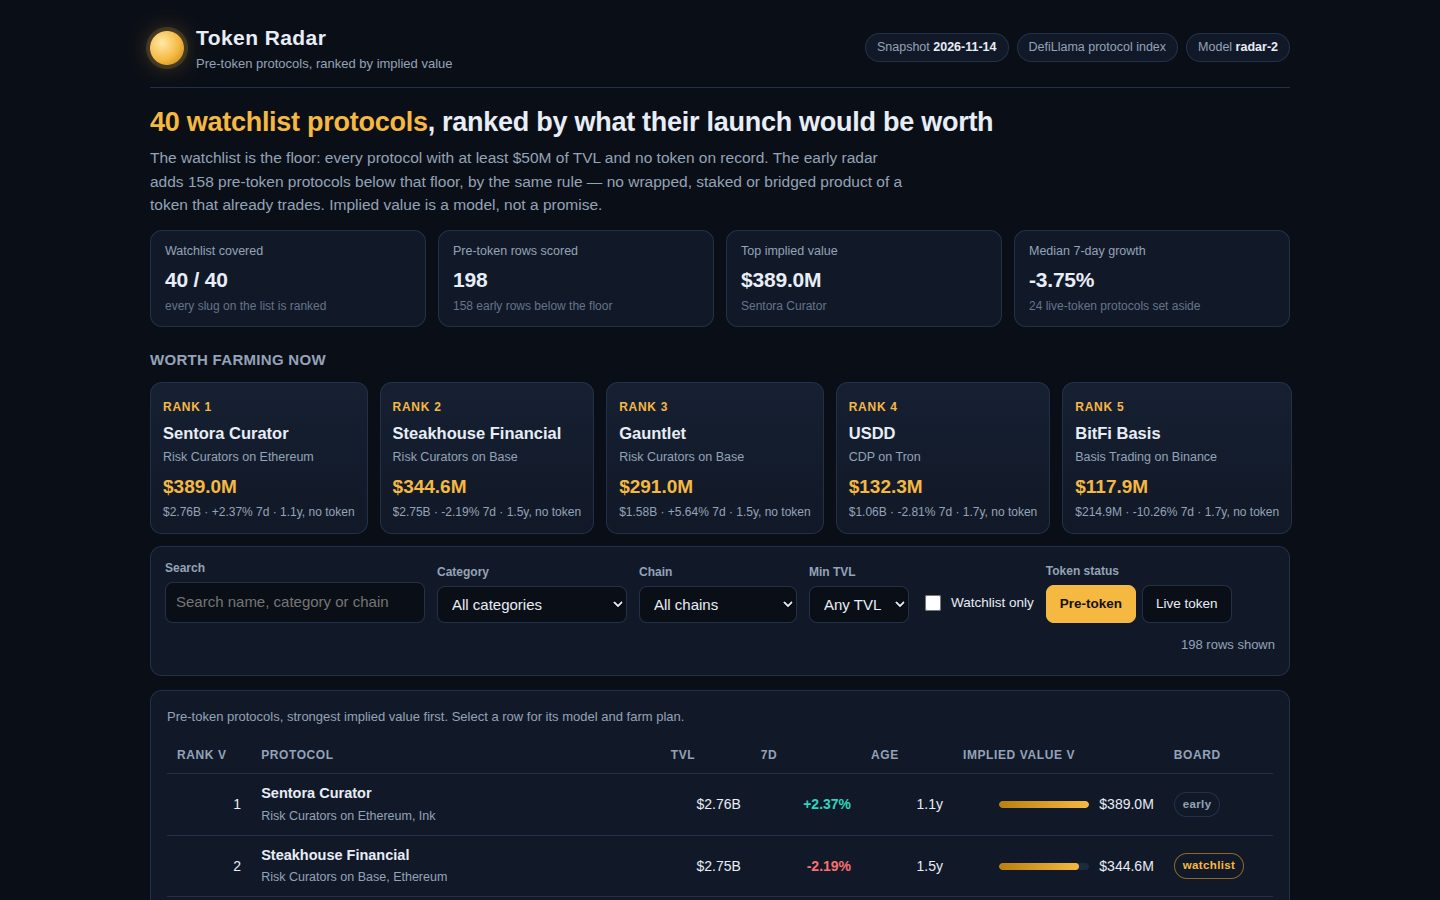 Token Radar
Pre-token protocols, ranked by implied value
Snapshot 2026-11-14
DefiLlama protocol index
Model radar-2
40 watchlist protocols, ranked by what their launch would be worth
The watchlist is the floor: every protocol with at least $50M of TVL and no token on record. The early radar
adds 158 pre-token protocols below that floor, by the same rule — no wrapped, staked or bridged product of a
token that already trades. Implied value is a model, not a promise.
Watchlist covered
40 / 40
every slug on the list is ranked
Pre-token rows scored
198
158 early rows below the floor
Top implied value
$389.0M
Sentora Curator
Median 7-day growth
-3.75%
24 live-token protocols set aside
WORTH FARMING NOW
RANK 1
Sentora Curator
Risk Curators on Ethereum
$389.0M
$2.76B · +2.37% 7d · 1.1y, no token
RANK 2
Steakhouse Financial
Risk Curators on Base
$344.6M
$2.75B · -2.19% 7d · 1.5y, no token
RANK 3
Gauntlet
Risk Curators on Base
$291.0M
$1.58B · +5.64% 7d · 1.5y, no token
RANK 4
USDD
CDP on Tron
$132.3M
$1.06B · -2.81% 7d · 1.7y, no token
RANK 5
BitFi Basis
Basis Trading on Binance
$117.9M
$214.9M · -10.26% 7d · 1.7y, no token
Search
Search name, category or chain
Category
All categories
Chain
All chains
Min TVL
Any TVL
Watchlist only
Token status
Pre-token
Live token
198 rows shown
Pre-token protocols, strongest implied value first. Select a row for its model and farm plan.
RANK V PROTOCOL TVL 7D AGE IMPLIED VALUE V BOARD
1 Sentora Curator $2.76B +2.37% 1.1y $389.0M early
Risk Curators on Ethereum, Ink
2 Steakhouse Financial $2.75B -2.19% 1.5y $344.6M watchlist
Risk Curators on Base, Ethereum